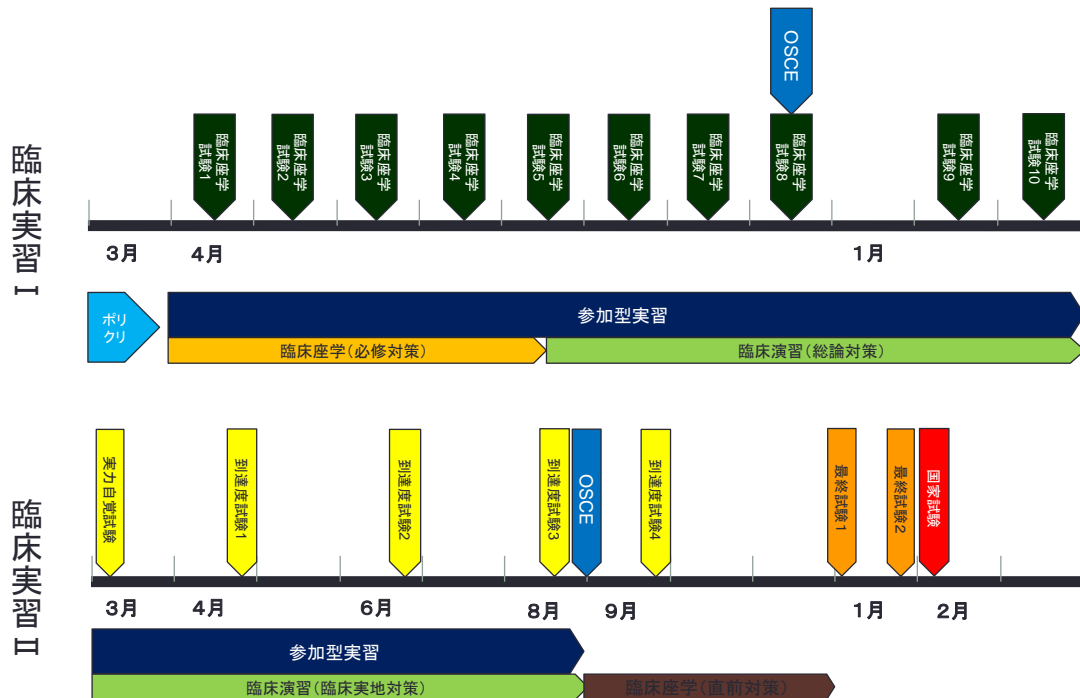 臨床実習Ⅰ
OSCE
臨床座学
試験1
臨床座学
試験2
臨床座学
試験3
臨床座学
試験4
臨床座学
試験5
臨床座学
試験6
臨床座学
試験7
臨床座学
試験8
臨床座学
試験9
臨床座学
試験10
3月
4月
1月
ポリ
クリ
参加型実習
臨床座学(必修対策)
臨床演習(総論対策)
臨床実習Ⅱ
実力自覚試験
到達度試験1
到達度試験2
到達度試験3
OSCE
到達度試験4
最終試験1
最終試験2
国家試験
3月
4月
6月
8月
9月
1月
2月
参加型実習
臨床演習(臨床実地対策)
臨床座学(直前対策)